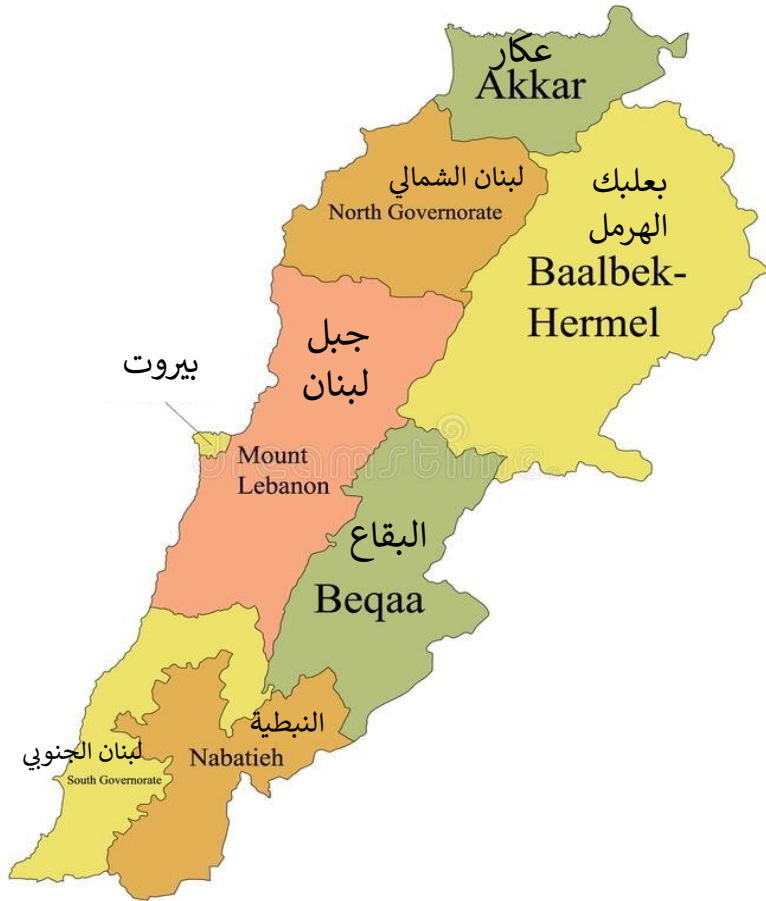 عكار
Akkar
لبنان الشمالي
North Governorate
بعلبك
الهرمل
Baalbek-
Hermel
جبل
لبنان
بيروت
Mount
Lebanon
dreamstime.
البقاع
Beqaa
النبطية
Nabatieh
لبنان الجنوبي
South Governorate